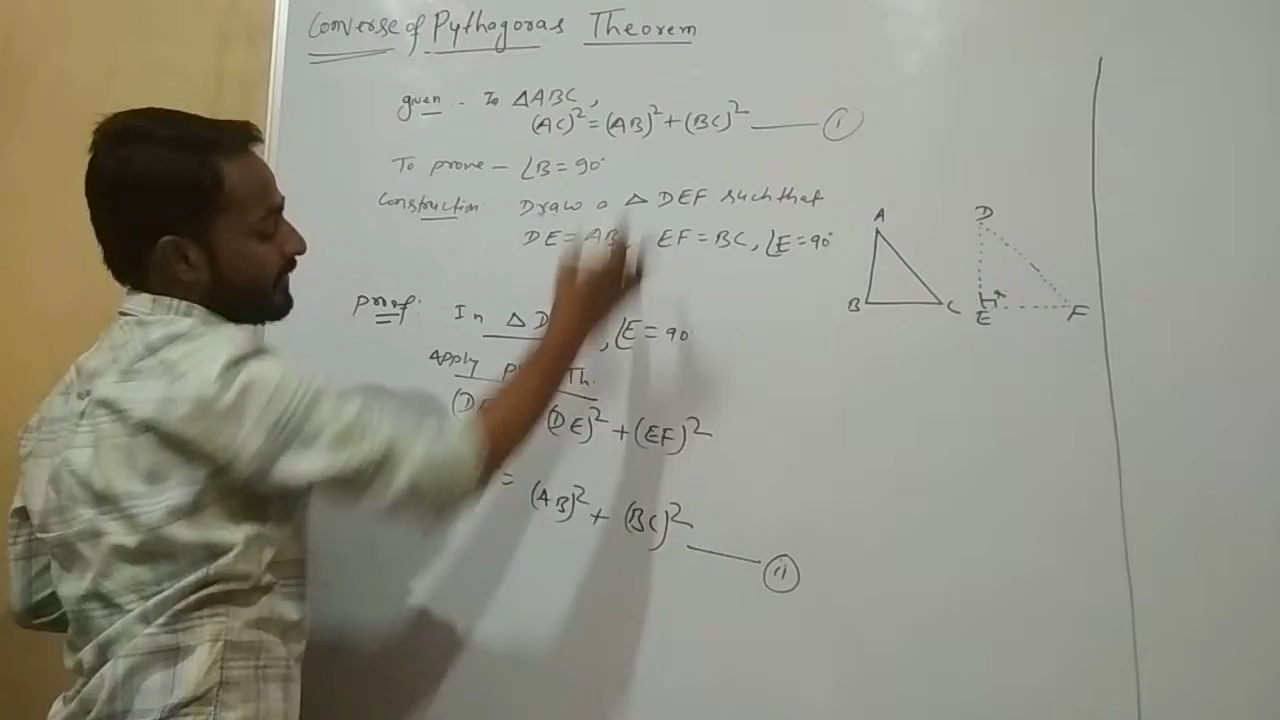 Converse of Pythagoras Theorem
given - In ΔABC,
(AC)² = (AB)² + (BC)² —— (i)
To prove - ∠B = 90°
Construction Draw a Δ DEF such that
DE = AB, EF = BC, ∠E = 90°
A
B C
D
E F
Proof: In Δ D , ∠E = 90
Apply Th.
(DE)² + (EF)²
= (AB)² + (BC)² —— (ii)